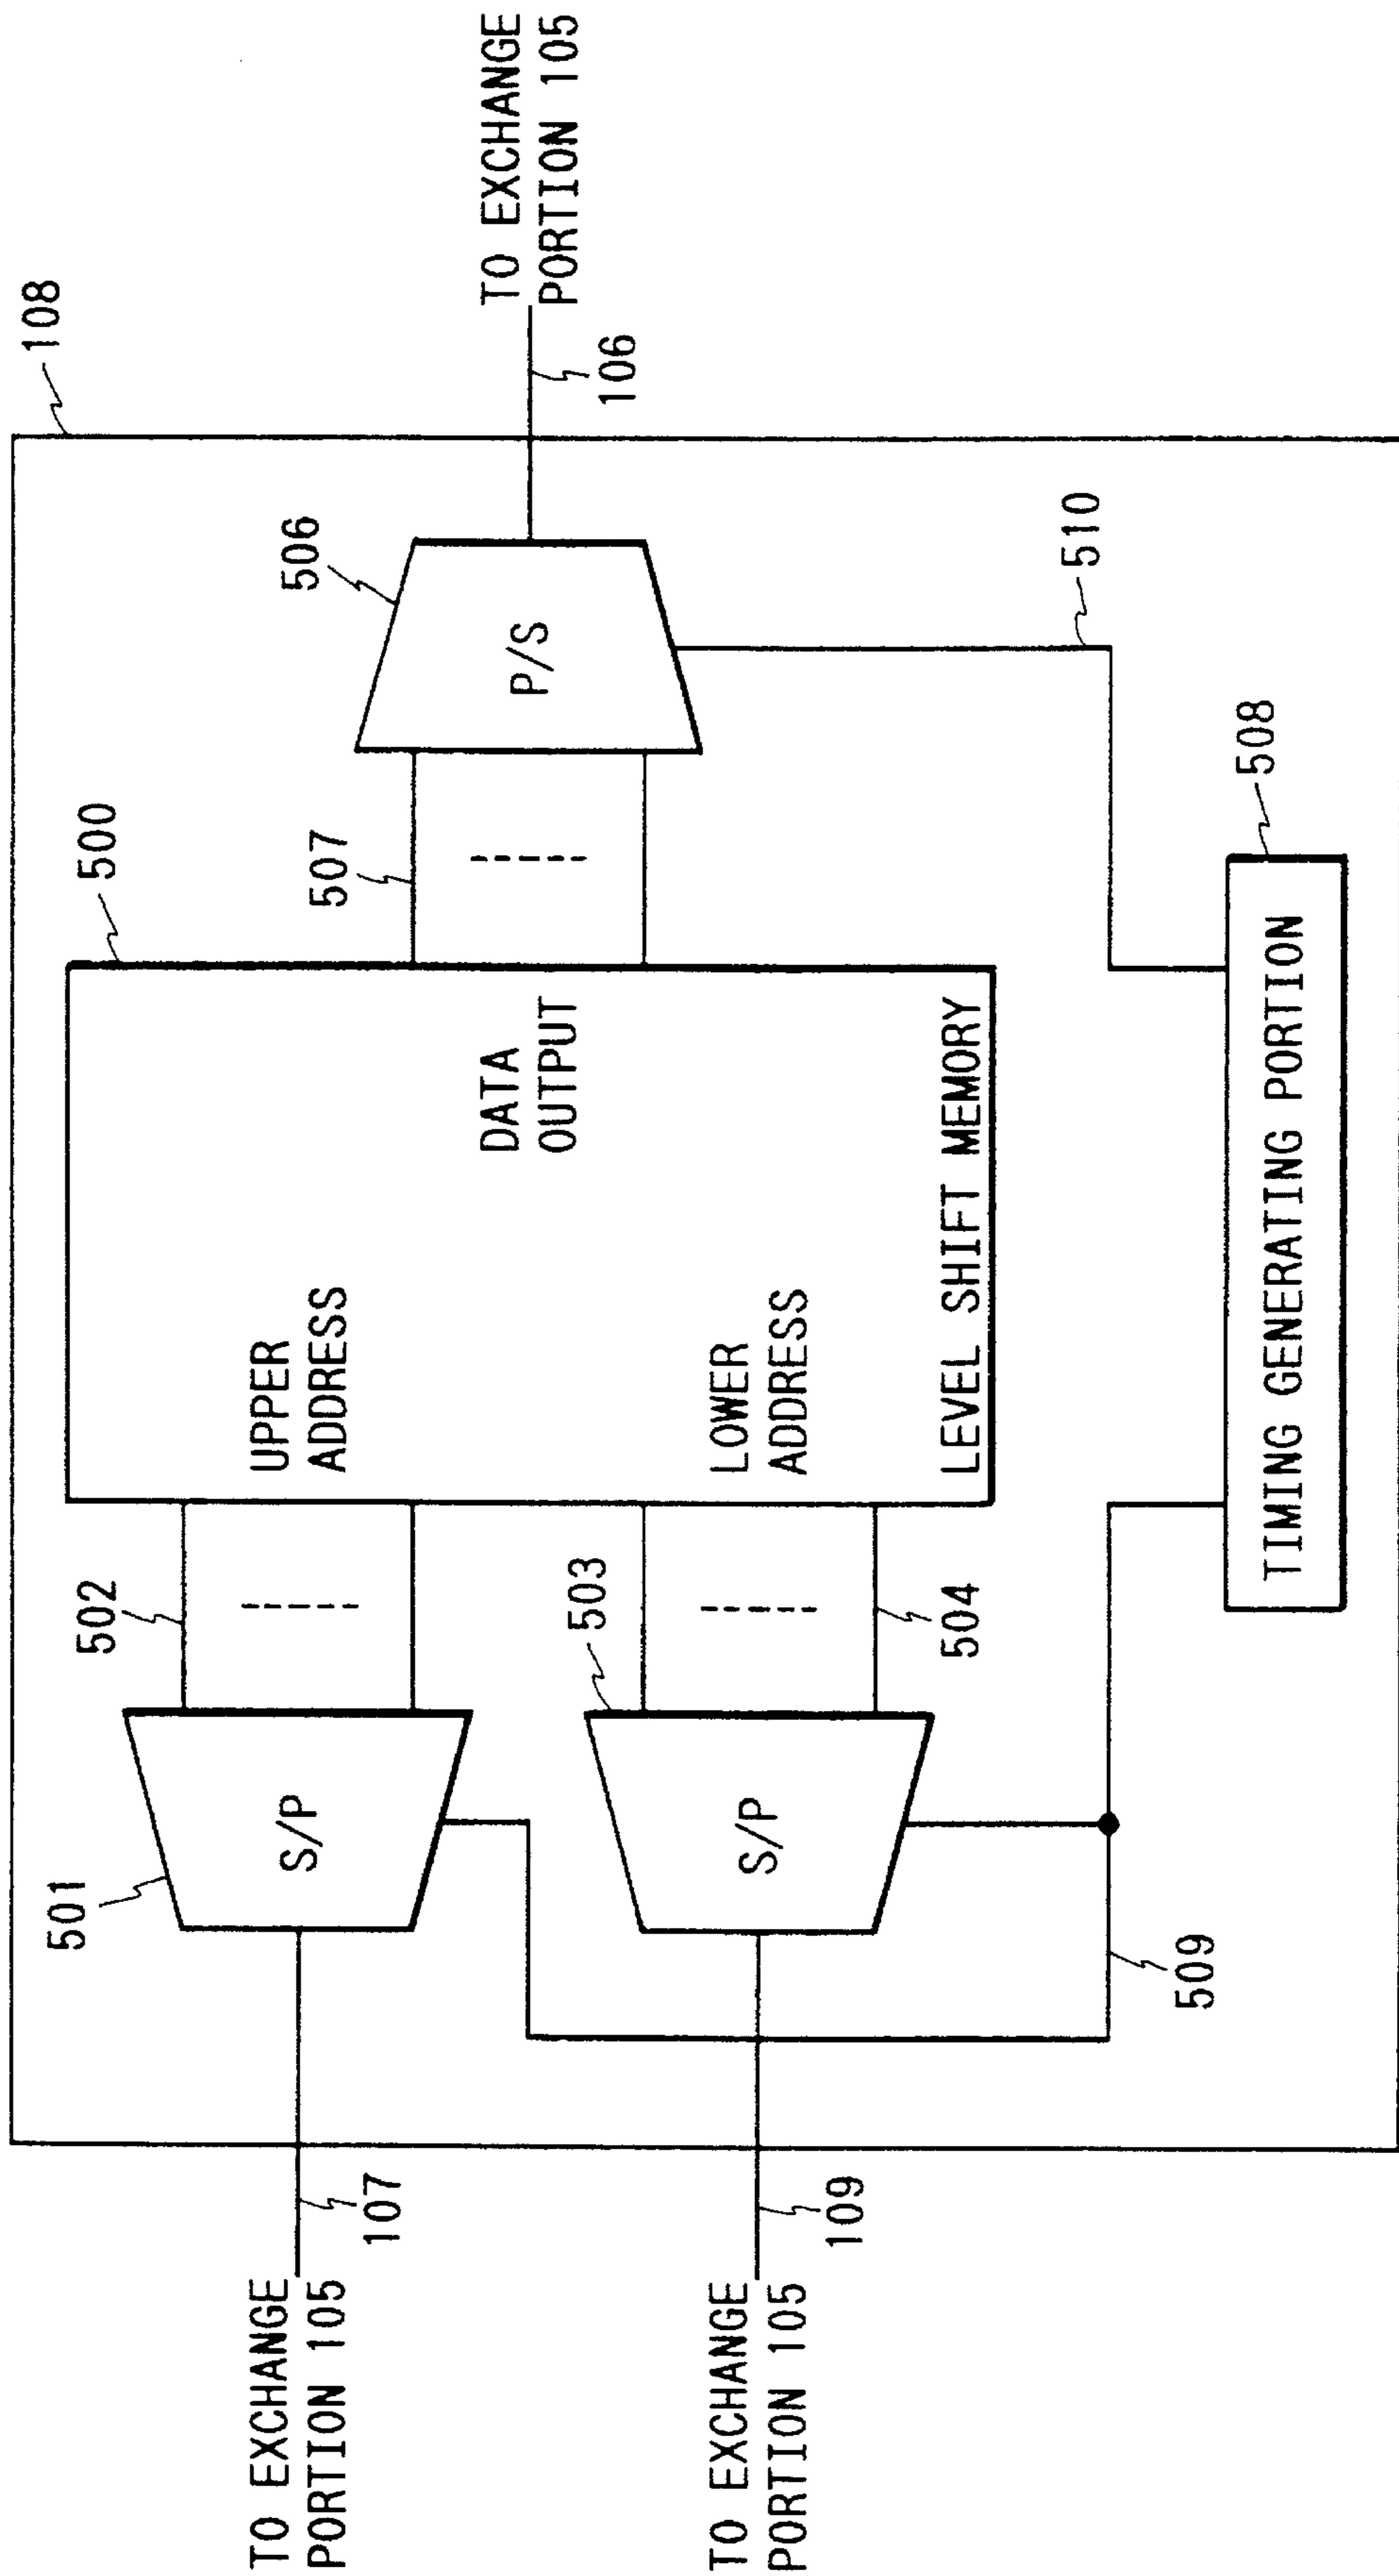 108
TO EXCHANGE
PORTION 105
107
501
S/P
502
UPPER
ADDRESS
500
507
506
P/S
106
TO EXCHANGE
PORTION 105
DATA
OUTPUT
TO EXCHANGE
PORTION 105
109
S/P
503
504
LOWER
ADDRESS
LEVEL SHIFT MEMORY
509
510
508
TIMING GENERATING PORTION